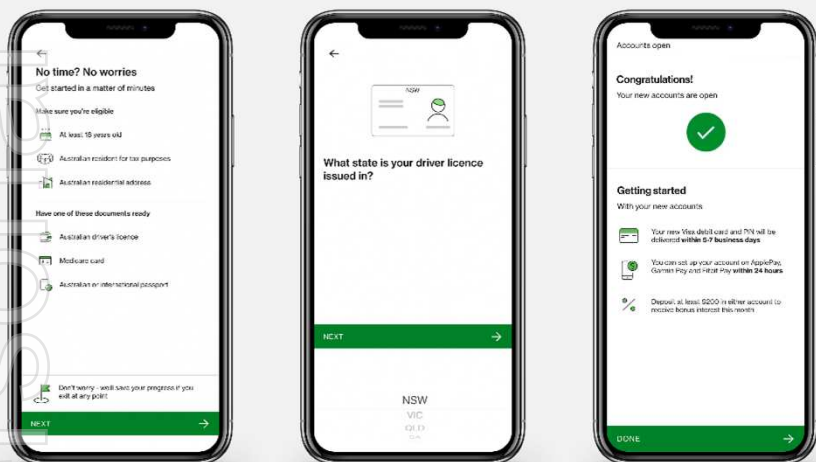 No time? No worries
Get started in a matter of minutes
Make sure you're eligible
At least 18 years old
Australian resident for tax purposes
Australian residential address
Have one of these documents ready
Australian driver's licence
Medicare card
Australian or international passport
Don't worry - we'll save your progress if you
exit at any point
NEXT
NSW
What state is your driver licence
issued in?
NEXT
NSW
VIC
QLD
Accounts open
Congratulations!
Your new accounts are open
Getting started
With your new accounts
Your new Visa debit card and PIN will be
delivered within 5-7 business days
You can set up your account on ApplePay,
Garmin Pay and Fitbit Pay within 24 hours
Deposit at least $200 in either account to
receive bonus interest this month
DONE